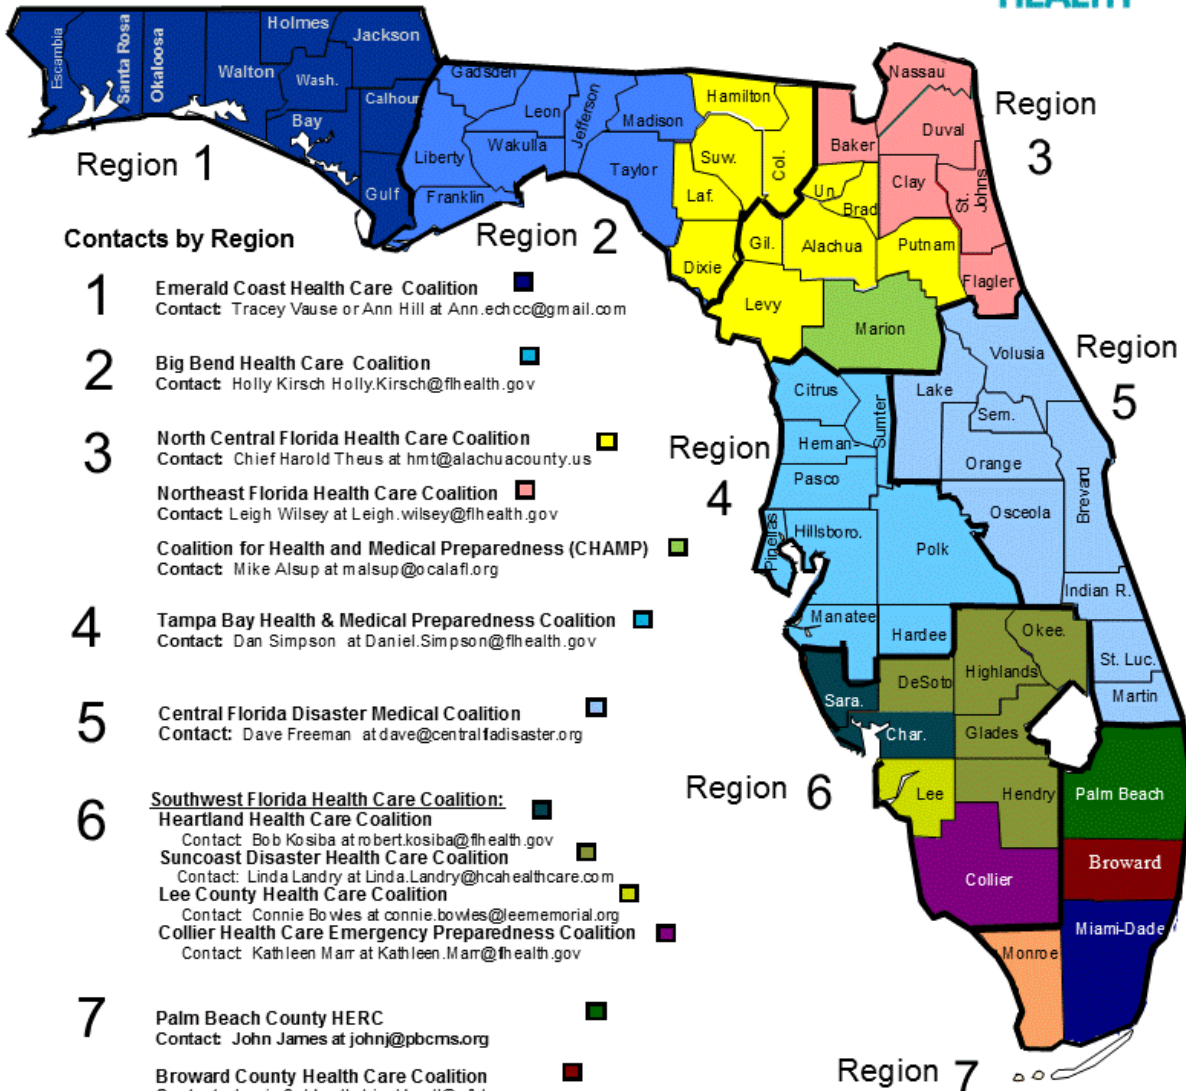 HEALTH
Holmes
Jackson
Escambia
Santa Rosa
Okaloosa
Walton
Wash.
Calhoun
Bay
Gulf
Region 1
Gadsden
Leon
Jefferson
Madison
Liberty
Wakulla
Taylor
Franklin
Region 2
Hamilton
Suw.
Col.
Laf.
Dixie
Nassau
Baker
Duval
Clay
St. Johns
Un.
Brad
Gil.
Alachua
Putnam
Flagler
Levy
Marion
Region
3
Volusia
Lake
Sem.
Orange
Osceola
Brevard
Indian R.
St. Luc.
Martin
Region
5
Citrus
Sumter
Hernan
Pasco
Pinellas
Hillsboro.
Polk
Manatee
Hardee
Region
4
Okee.
Highlands
DeSoto
Sara.
Char.
Glades
Lee
Hendry
Collier
Region 6
Palm Beach
Broward
Miami-Dade
Monroe
Region 7
Contacts by Region
1
Emerald Coast Health Care Coalition
Contact: Tracey Vause or Ann Hill at Ann.echcc@gmail.com
2
Big Bend Health Care Coalition
Contact: Holly Kirsch Holly.Kirsch@flhealth.gov
3
North Central Florida Health Care Coalition
Contact: Chief Harold Theus at hmt@alachuacounty.us
Northeast Florida Health Care Coalition
Contact: Leigh Wilsey at Leigh.wilsey@flhealth.gov
Coalition for Health and Medical Preparedness (CHAMP)
Contact: Mike Alsup at malsup@ocalafl.org
4
Tampa Bay Health & Medical Preparedness Coalition
Contact: Dan Simpson at Daniel.Simpson@flhealth.gov
5
Central Florida Disaster Medical Coalition
Contact: Dave Freeman at dave@centralfladisaster.org
6
Southwest Florida Health Care Coalition:
Heartland Health Care Coalition
Contact: Bob Kosiba at robert.kosiba@flhealth.gov
Suncoast Disaster Health Care Coalition
Contact: Linda Landry at Linda.Landry@hcahealthcare.com
Lee County Health Care Coalition
Contact: Connie Bowles at connie.bowles@leememorial.org
Collier Health Care Emergency Preparedness Coalition
Contact: Kathleen Marr at Kathleen.Marr@flhealth.gov
7
Palm Beach County HERC
Contact: John James at johnj@pbcms.org
Broward County Health Care Coalition